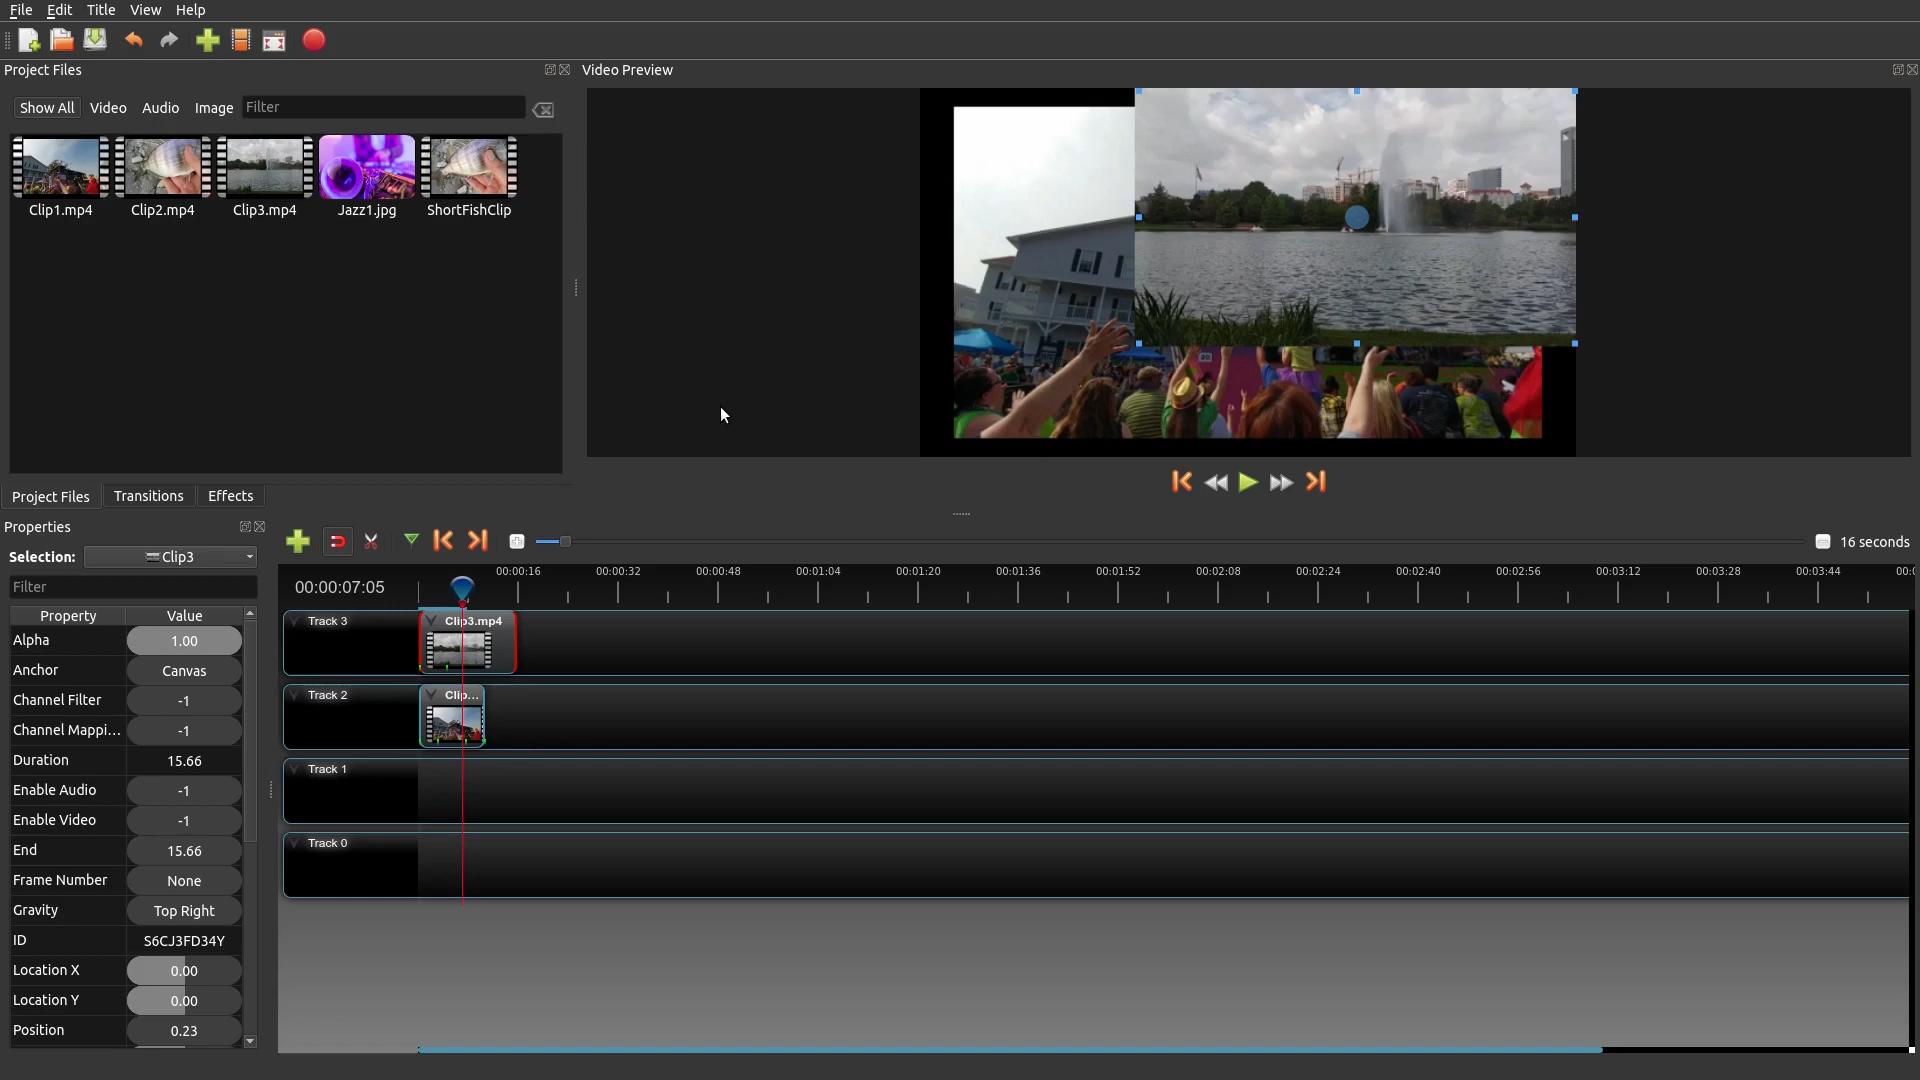 File Edit Title View Help
Project Files
Video Preview
Show All Video Audio Image Filter
Clip1.mp4 Clip2.mp4 Clip3.mp4 Jazz1.jpg ShortFishClip
Project Files Transitions Effects
Properties
Selection: Clip3
Filter
Property Value
Alpha 1.00
Anchor Canvas
Channel Filter -1
Channel Mappi... -1
Duration 15.66
Enable Audio -1
Enable Video -1
End 15.66
Frame Number None
Gravity Top Right
ID S6CJ3FD34Y
Location X 0.00
Location Y 0.00
Position 0.23
16 seconds
00:00:07:05
00:00:16 00:00:32 00:00:48 00:01:04 00:01:20 00:01:36 00:01:52 00:02:08 00:02:24 00:02:40 00:02:56 00:03:12 00:03:28 00:03:44 00:0
Track 3 Clip3.mp4
Track 2 Clip...
Track 1
Track 0